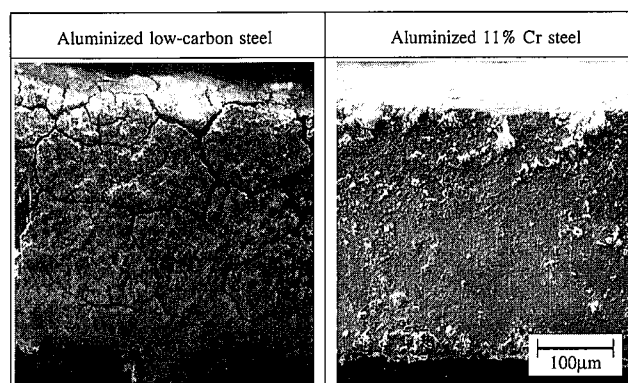 Aluminized low-carbon steel
Aluminized 11% Cr steel
100μm